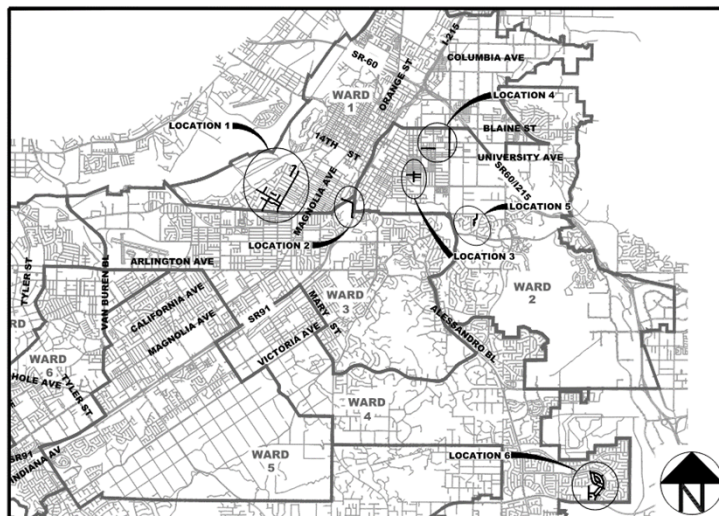 I-215
SR-60
COLUMBIA AVE
ORANGE ST
WARD
1
LOCATION 4
LOCATION 1
BLAINE ST
14TH ST
UNIVERSITY AVE
SR60/I215
MAGNOLIA AVE
LOCATION 5
LOCATION 2
LOCATION 3
ARLINGTON AVE
TYLER ST
VAN BUREN BL
CALIFORNIA AVE
WARD
2
WARD
3
MARY ST
SR91
MAGNOLIA AVE
ALESSANDRO BL
VICTORIA AVE
WARD
6
HOLE AVE
TYLER ST
WARD
4
WARD
5
LOCATION 6
SR91
INDIANA AV
N